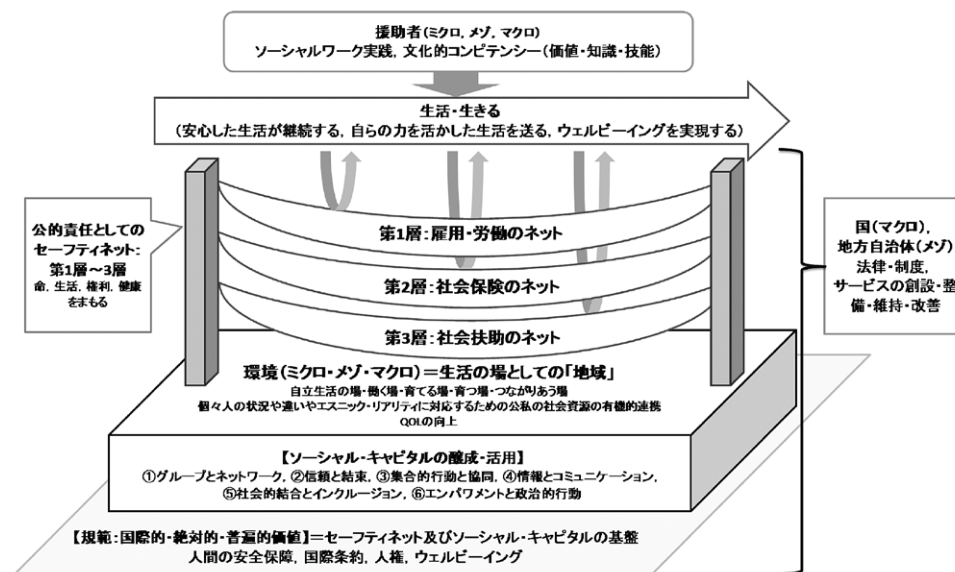 援助者(ミクロ, メゾ, マクロ)
ソーシャルワーク実践, 文化的コンピテンシー(価値・知識・技能)
生活・生きる
(安心した生活が継続する, 自らの力を活かした生活を送る, ウェルビーイングを実現する)
公的責任としての
セーフティネット:
第1層～3層
命, 生活, 権利, 健康
をまもる
第1層:雇用・労働のネット
第2層:社会保険のネット
第3層:社会扶助のネット
国(マクロ),
地方自治体(メゾ)
法律・制度,
サービスの創設・整
備・維持・改善
環境(ミクロ・メゾ・マクロ)=生活の場としての「地域」
自立生活の場・働く場・育てる場・育つ場・つながりあう場
個々人の状況や違いやエスニック・リアリティに対応するための公私の社会資源の有機的連携
QOLの向上
【ソーシャル・キャピタルの醸成・活用】
①グループとネットワーク, ②信頼と結束, ③集合的行動と協同, ④情報とコミュニケーション,
⑤社会的結合とインクルージョン, ⑥エンパワメントと政治的行動
【規範:国際的・絶対的・普遍的価値】=セーフティネット及びソーシャル・キャピタルの基盤
人間の安全保障, 国際条約, 人権, ウェルビーイング